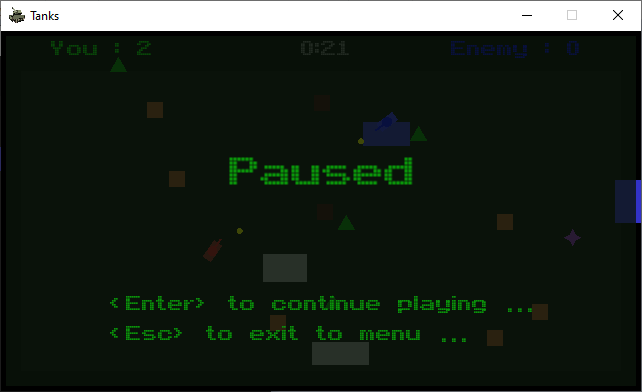 Tanks
You : 2 0:21 Enemy : 0
Paused
<Enter> to continue playing ...
<Esc> to exit to menu ...